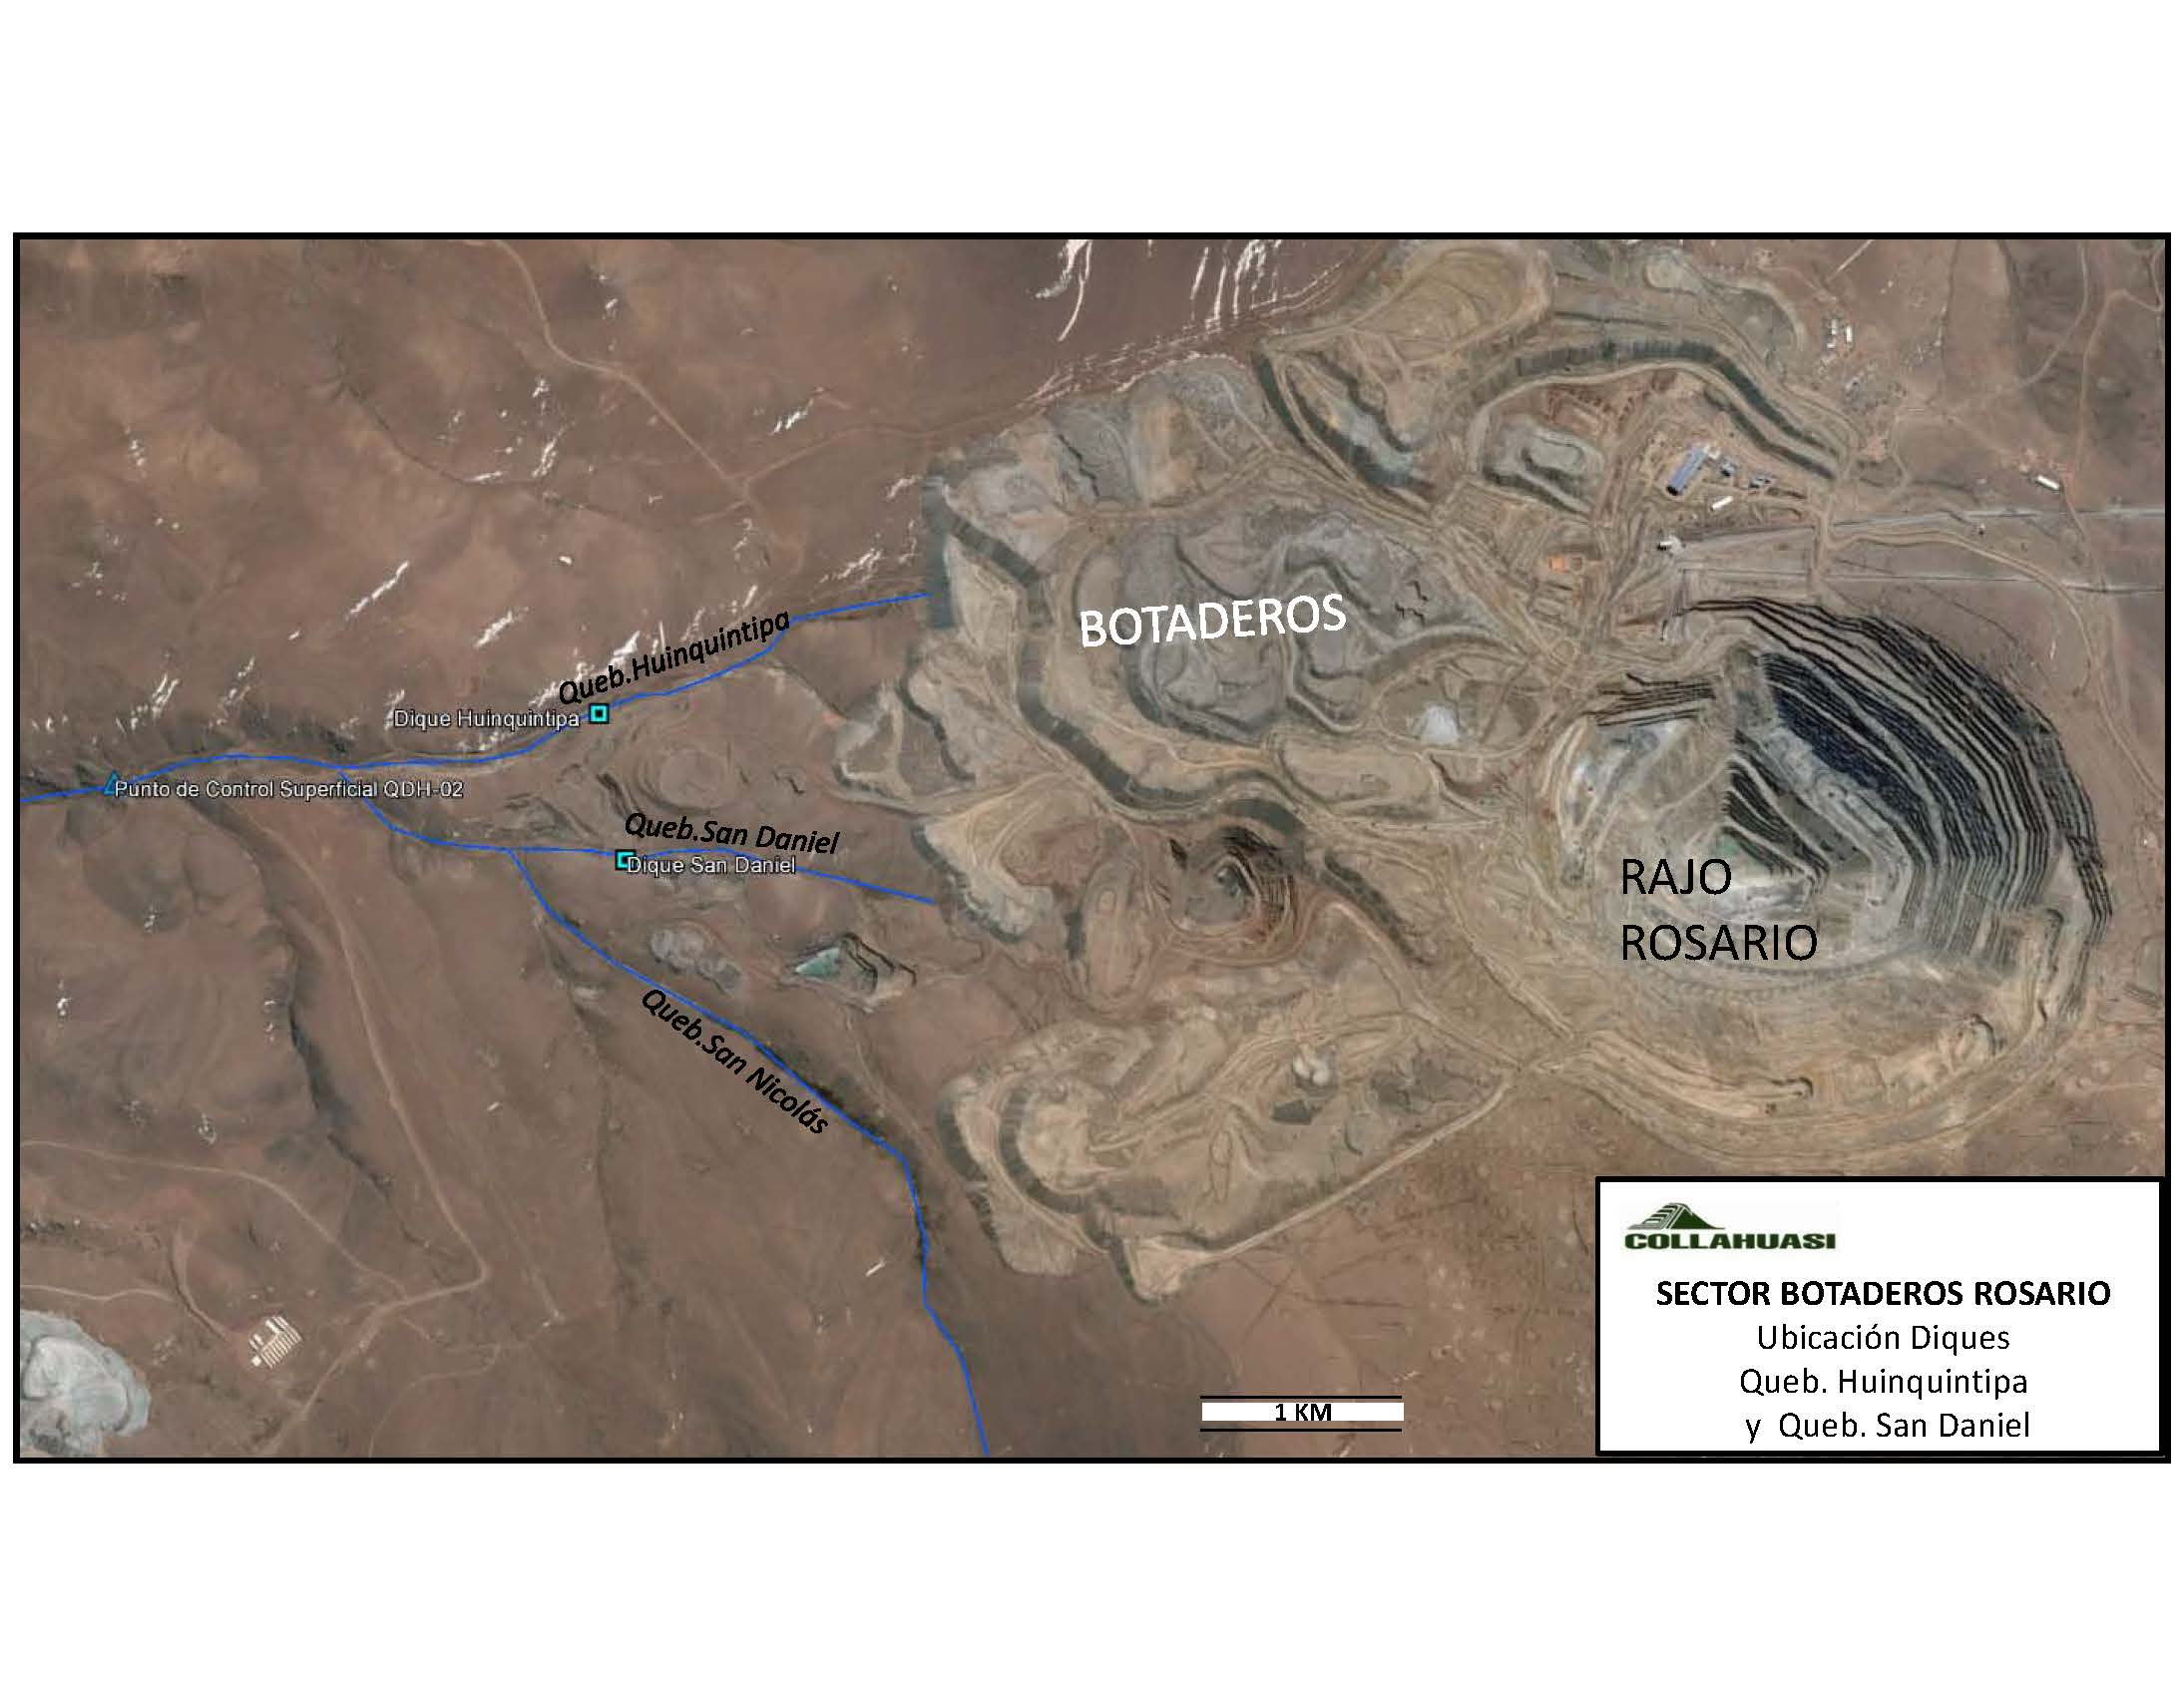 BOTADEROS
Queb.Huinquintipa
Dique Huinquintipa
Punto de Control Superficial QDH-02
Queb.San Daniel
Dique San Daniel
RAJO
ROSARIO
Queb.San Nicolás
COLLAHUASI
SECTOR BOTADEROS ROSARIO
Ubicación Diques
Queb. Huinquintipa
y Queb. San Daniel
1 KM